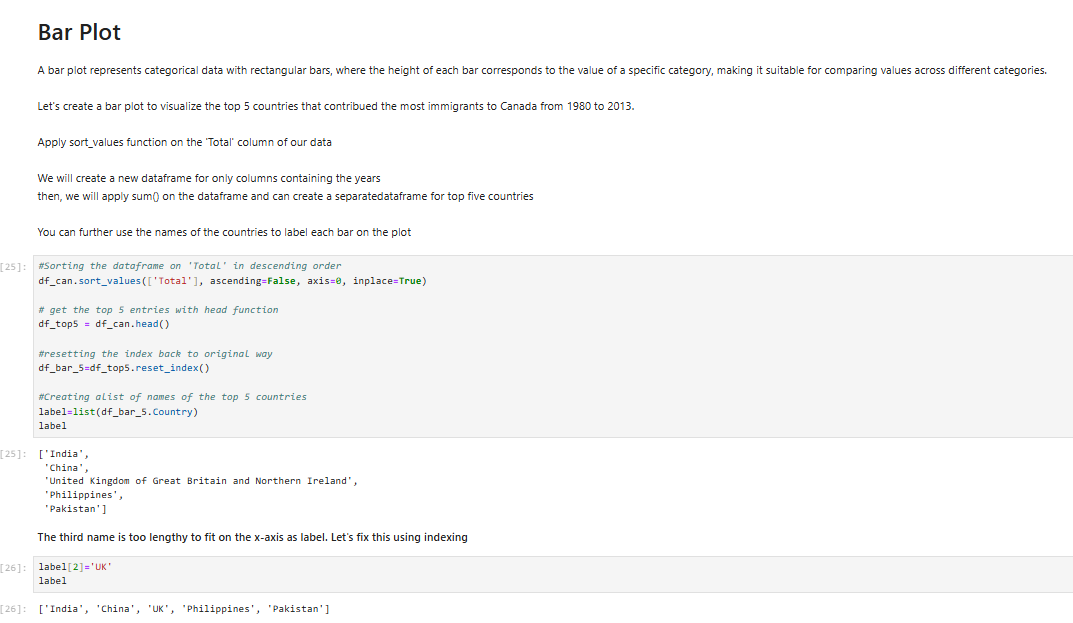 Bar Plot
A bar plot represents categorical data with rectangular bars, where the height of each bar corresponds to the value of a specific category, making it suitable for comparing values across different categories.
Let's create a bar plot to visualize the top 5 countries that contribued the most immigrants to Canada from 1980 to 2013.
Apply sort_values function on the 'Total' column of our data
We will create a new dataframe for only columns containing the years
then, we will apply sum() on the dataframe and can create a separatedataframe for top five countries
You can further use the names of the countries to label each bar on the plot
[25]: #Sorting the dataframe on 'Total' in descending order
df_can.sort_values(['Total'], ascending=False, axis=0, inplace=True)
# get the top 5 entries with head function
df_top5 = df_can.head()
#resetting the index back to original way
df_bar_5=df_top5.reset_index()
#Creating alist of names of the top 5 countries
label=list(df_bar_5.Country)
label
[25]: ['India',
'China',
'United Kingdom of Great Britain and Northern Ireland',
'Philippines',
'Pakistan']
The third name is too lengthy to fit on the x-axis as label. Let's fix this using indexing
[26]: label[2]='UK'
label
[26]: ['India', 'China', 'UK', 'Philippines', 'Pakistan']